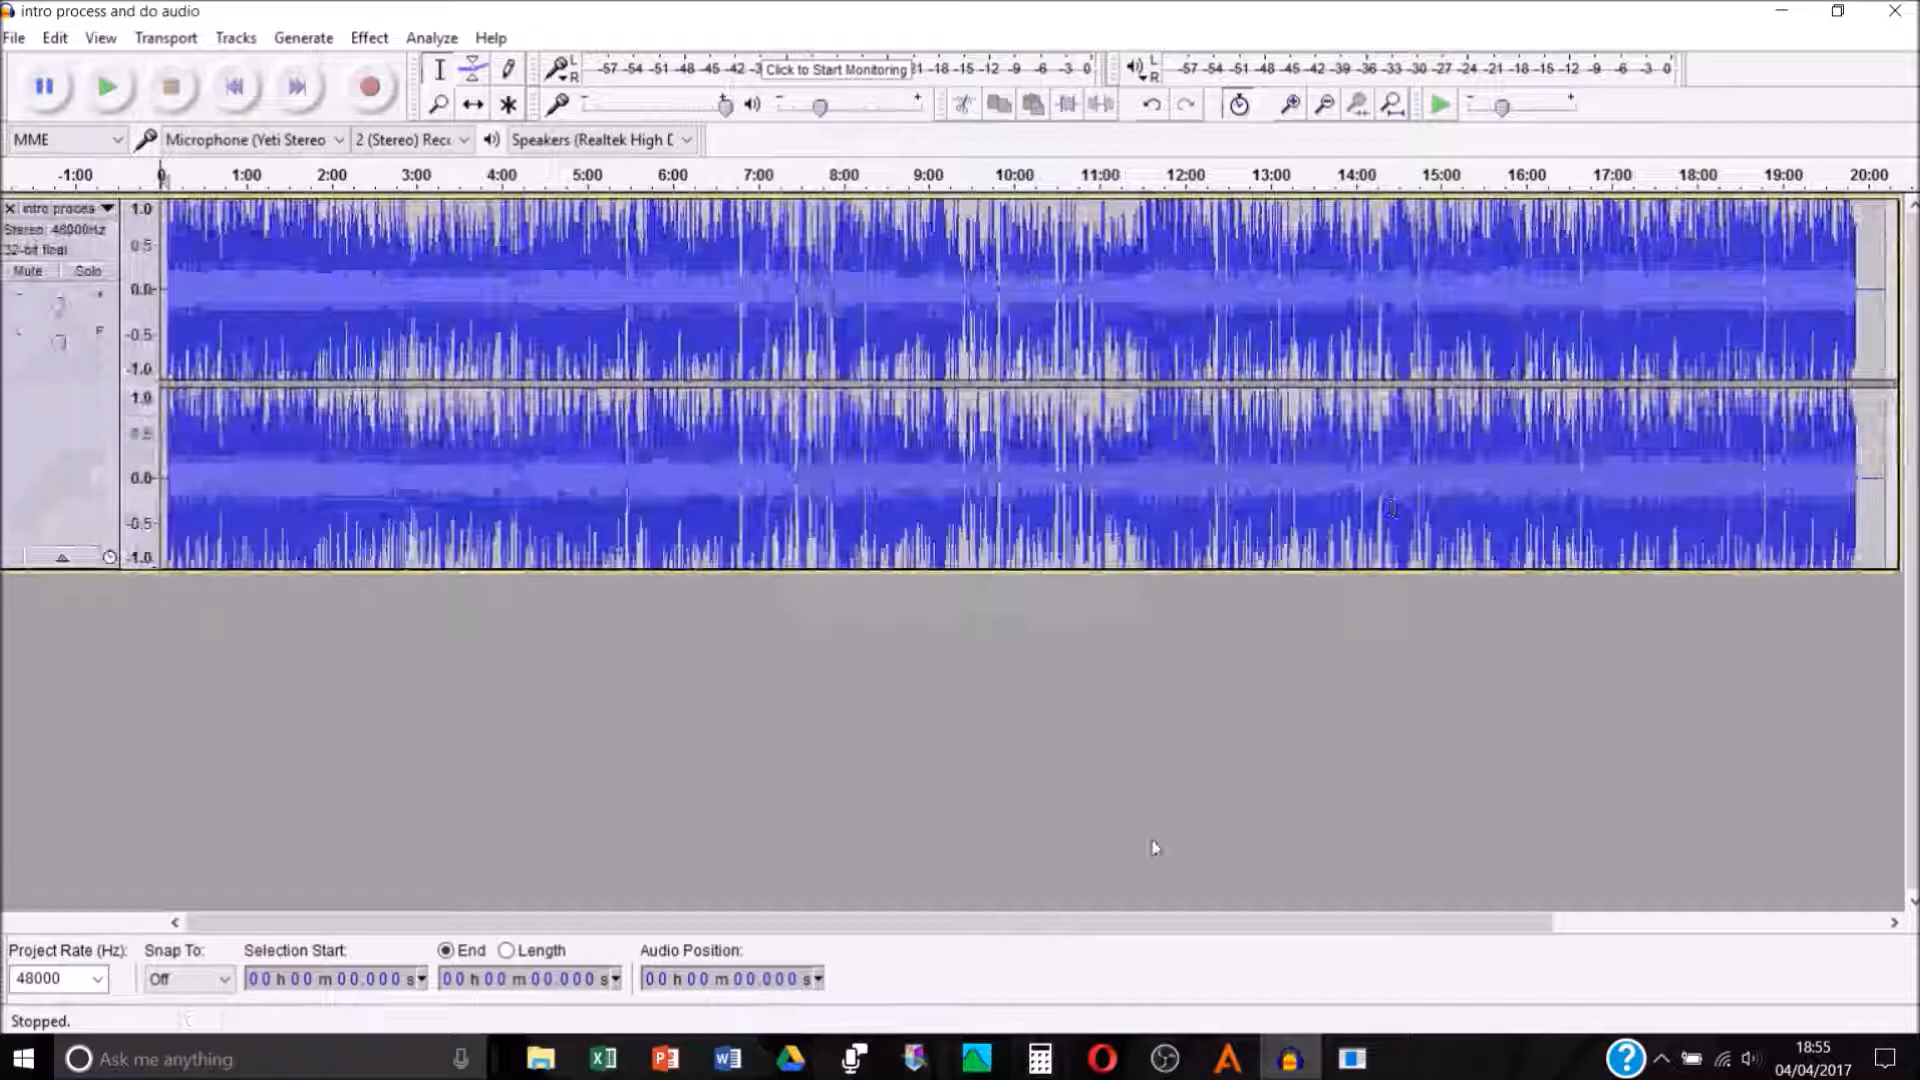 intro process and do audio
File Edit View Transport Tracks Generate Effect Analyze Help
L R -57 -54 -51 -48 -45 -42 -3 Click to Start Monitoring 1 -18 -15 -12 -9 -6 -3 0 L R -57 -54 -51 -48 -45 -42 -39 -36 -33 -30 -27 -24 -21 -18 -15 -12 -9 -6 -3 0
- + - + - +
MME Microphone (Yeti Stereo 2 (Stereo) Recc Speakers (Realtek High D
-1:00 0 1:00 2:00 3:00 4:00 5:00 6:00 7:00 8:00 9:00 10:00 11:00 12:00 13:00 14:00 15:00 16:00 17:00 18:00 19:00 20:00
intro proces 1.0
Stereo, 48000Hz 0.5
32-bit float
Mute Solo
- + 0.0
L R -0.5
-1.0
1.0
0.5
0.0
-0.5
-1.0
Project Rate (Hz): Snap To: Selection Start: End Length Audio Position:
48000 Off 00 h 00 m 00.000 s 00 h 00 m 00.000 s 00 h 00 m 00.000 s
Stopped.
Ask me anything
18:55
04/04/2017